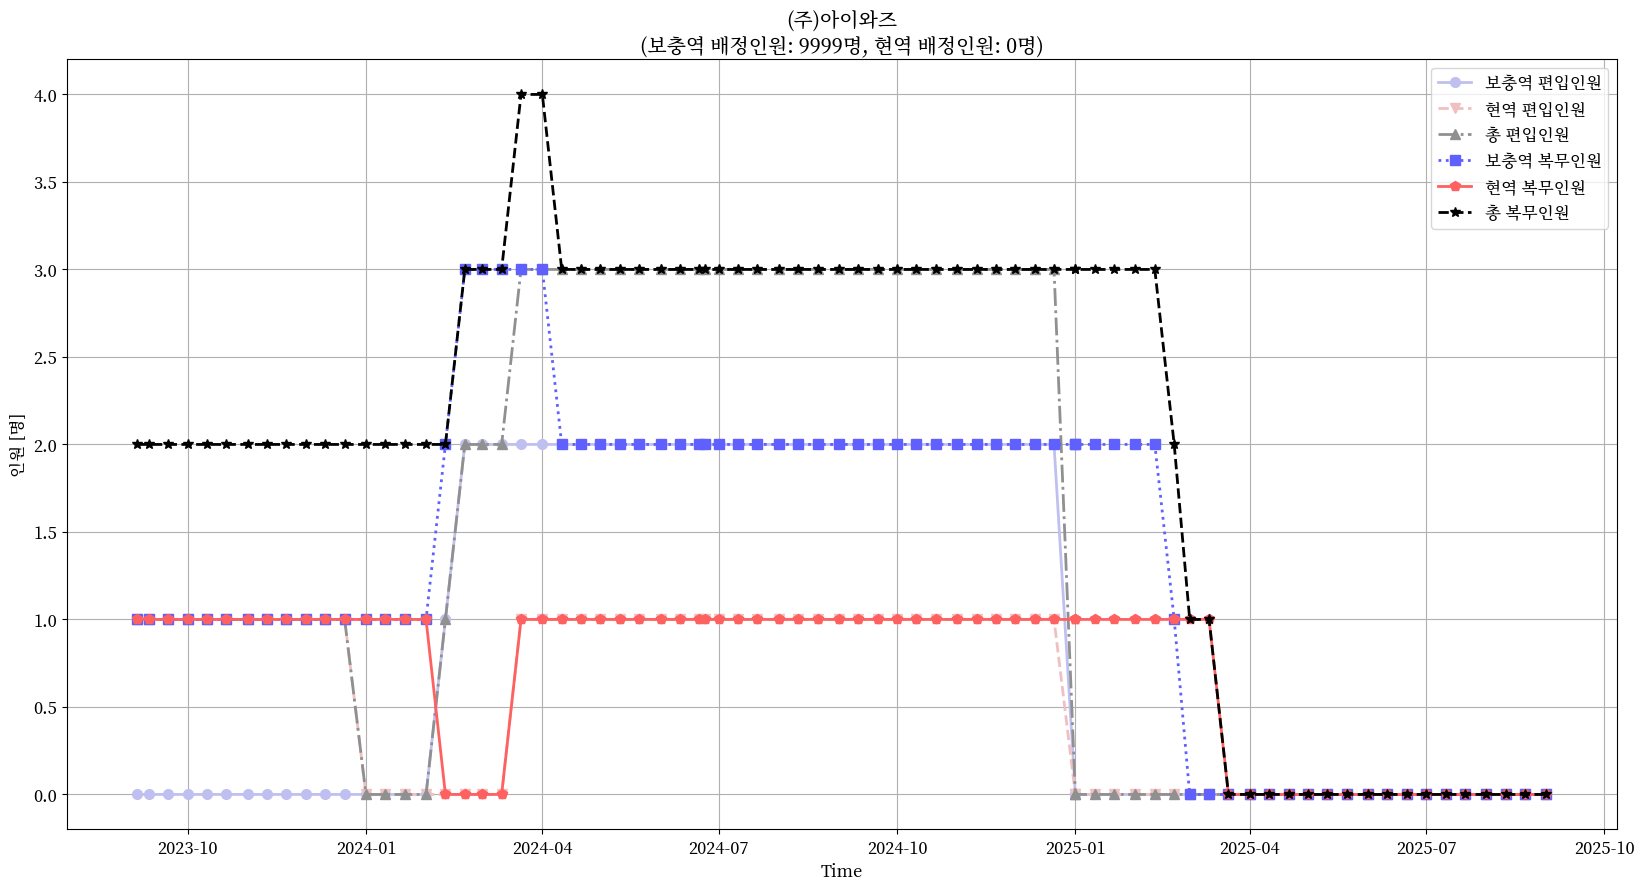 (주)아이와즈
(보충역 배정인원: 9999명, 현역 배정인원: 0명)
보충역 편입인원
현역 편입인원
총 편입인원
보충역 복무인원
현역 복무인원
총 복무인원
인원 [명]
4.0
3.5
3.0
2.5
2.0
1.5
1.0
0.5
0.0
2023-10
2024-01
2024-04
2024-07
2024-10
2025-01
2025-04
2025-07
2025-10
Time